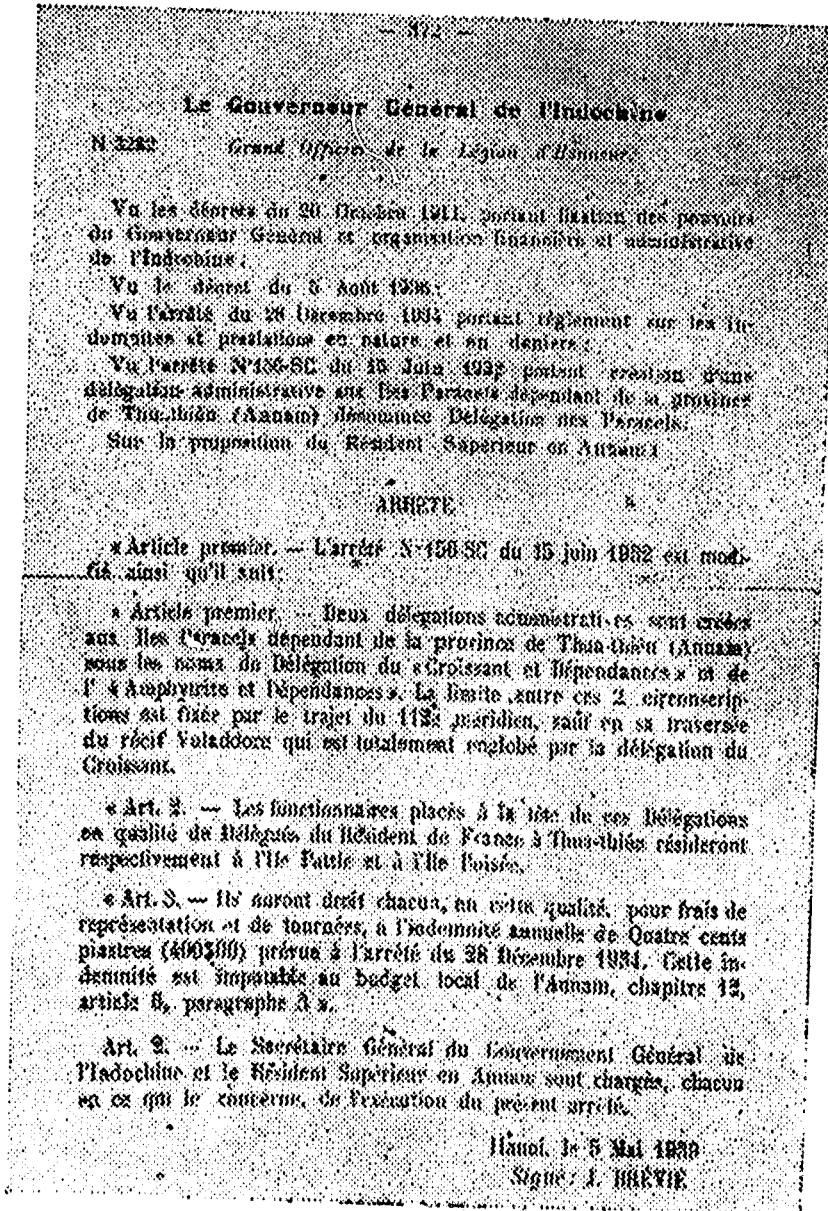 — 372 —
Le Gouverneur Général de l'Indochine
N 3282 Grand Officier de la Légion d'Honneur,
Vu les décrets du 20 Octobre 1911, portant fixation des pouvoirs
du Gouverneur Général et organisation financière et administrative
de l'Indochine;
Vu le décret du 5 Août 1936;
Vu l'arrêté du 28 Décembre 1934 portant règlement sur les in-
demnités et prestations en nature et en deniers;
Vu l'arrêté N°156-SC du 15 Juin 1932 portant création d'une
délégation administrative aux Iles Paracels dépendant de la province
de Thua-thiên (Annam) dénommée Délégation des Paracels;
Sur la proposition du Résident Supérieur en Annam;
ARRETE
« Article premier. — L'arrêté N°156-SC du 15 juin 1932 est modi-
fié ainsi qu'il suit:
« Article premier. — Deux délégations administratives sont créées
aux Iles Paracels dépendant de la province de Thua-thiên (Annam)
sous les noms de Délégation du «Croissant et Dépendances» et de
l' «Amphytrite et Dépendances». La limite entre ces 2 circonscrip-
tions est fixée par le trajet du 112è méridien, sauf en sa traversée
du récif Voladdore qui est totalement englobé par la délégation du
Croissant.
« Art. 2. — Les fonctionnaires placés à la tête de ces Délégations
en qualité de Délégués du Résident de France à Thua-thiên résideront
respectivement à l'Ile Pattle et à l'Ile Boisée.
« Art. 3. — Ils auront droit chacun, en cette qualité, pour frais de
représentation et de tournées, à l'indemnité annuelle de Quatre cents
piastres (400$00) prévue à l'arrêté du 28 Décembre 1934. Cette in-
demnité est imputable au budget local de l'Annam, chapitre 12,
article 8, paragraphe 3 ».
Art. 2. — Le Secrétaire Général du Gouvernement Général de
l'Indochine et le Résident Supérieur en Annam sont chargés, chacun
en ce qui le concerne, de l'exécution du présent arrêté.
Hanoi, le 5 Mai 1939
Signé: J. BRÉVIÉ